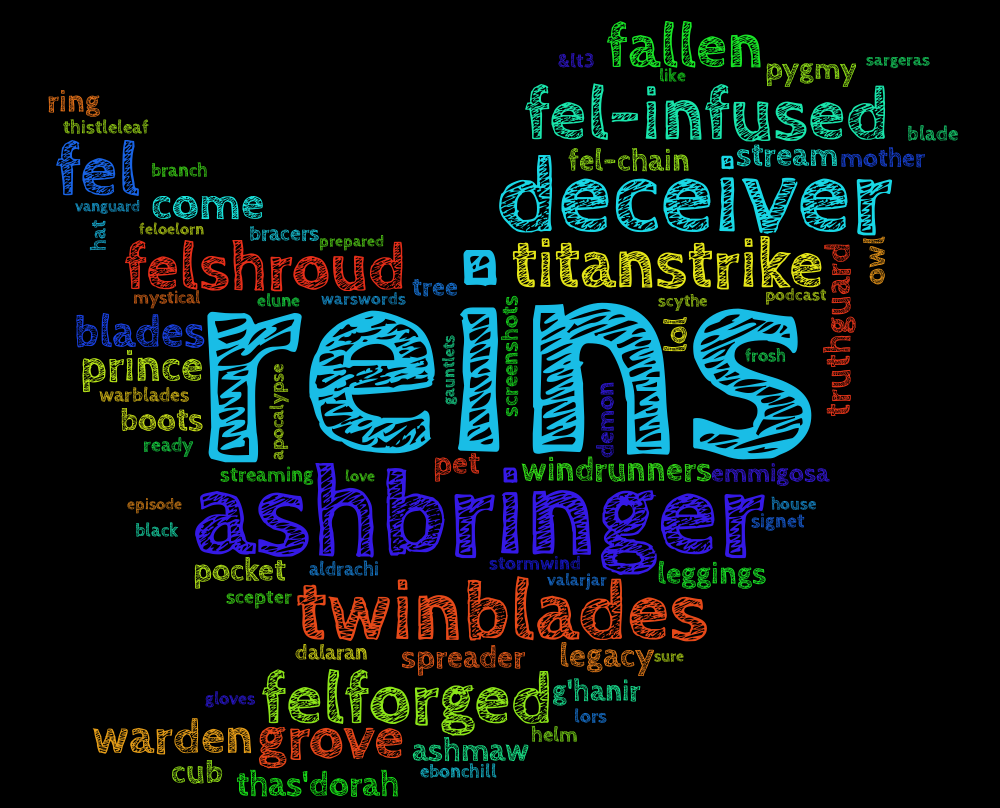 fallen
&lt3
like
pygmy
sargeras
ring
thistleleaf
fel-infused
blade
fel
branch
vanguard
come
feloelorn
hat
bracers
prepared
fel-chain
stream
mother
deceiver
felshroud
mystical
elune
warswords
tree
titanstrike
scythe
podcast
truthguard
owl
blades
prince
warblades
boots
ready
apocalypse
reins
gauntlets
screenshots
lol
frosh
demon
streaming
love
pet
windrunners
emmigosa
episode
black
ashbringer
house
signet
pocket
aldrachi
stormwind
valarjar
leggings
scepter
twinblades
dalaran
spreader
legacy
sure
gloves
felforged
g'hanir
lors
helm
warden
grove
ashmaw
cub
thas'dorah
ebonchill